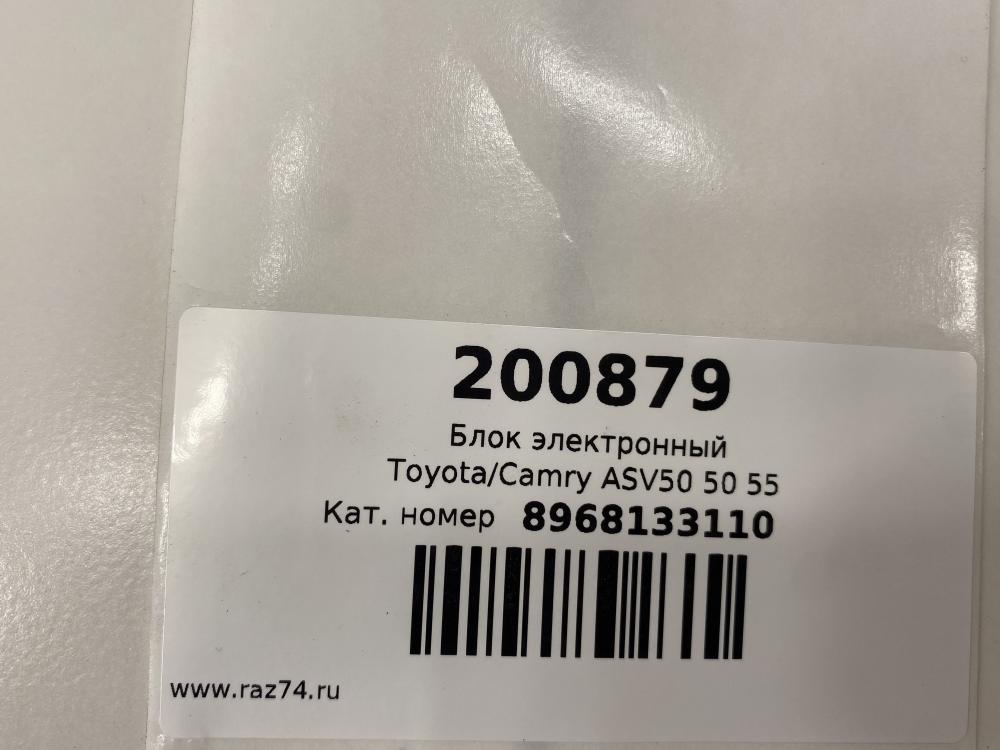 200879
Блок электронный
Toyota/Camry ASV50 50 55
Кат. номер 8968133110
www.raz74.ru